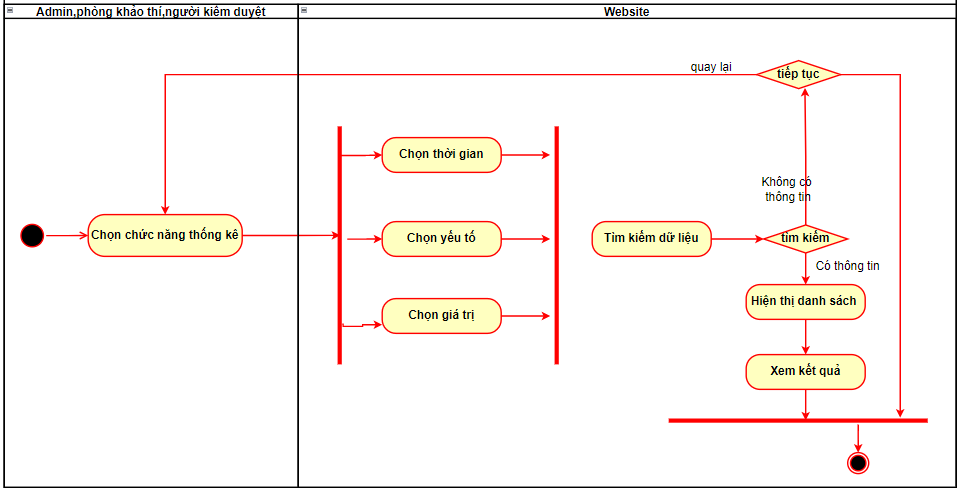 Admin,phòng khảo thí,người kiểm duyệt
Website
quay lại
tiếp tục
Chọn thời gian
Không có
thông tin
Chọn chức năng thống kê
Chọn yếu tố
Tìm kiếm dữ liệu
tìm kiếm
Có thông tin
Hiện thị danh sách
Chọn giá trị
Xem kết quả